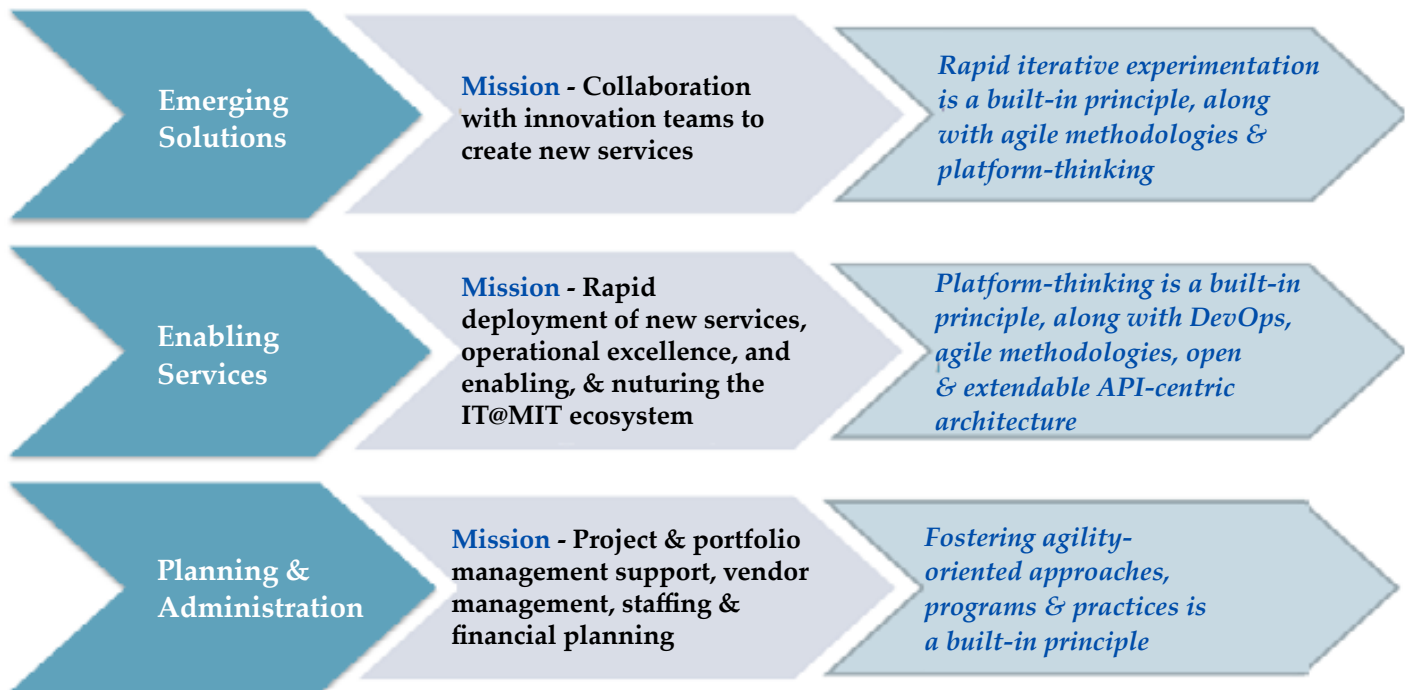 Emerging
Solutions
Mission - Collaboration
with innovation teams to
create new services
Rapid iterative experimentation
is a built-in principle, along
with agile methodologies &
platform-thinking
Enabling
Services
Mission - Rapid
deployment of new services,
operational excellence, and
enabling, & nuturing the
IT@MIT ecosystem
Platform-thinking is a built-in
principle, along with DevOps,
agile methodologies, open
& extendable API-centric
architecture
Planning &
Administration
Mission - Project & portfolio
management support, vendor
management, staffing &
financial planning
Fostering agility-
oriented approaches,
programs & practices is
a built-in principle